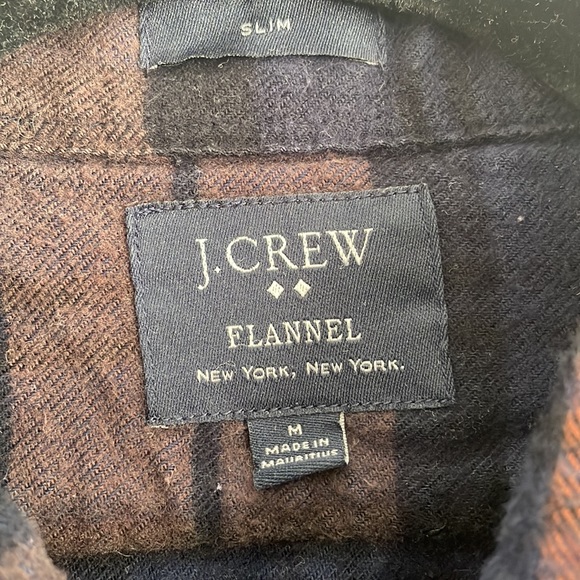 SLIM
J.CREW
FLANNEL
NEW YORK, NEW YORK.
M
MADE IN
MAURITIUS